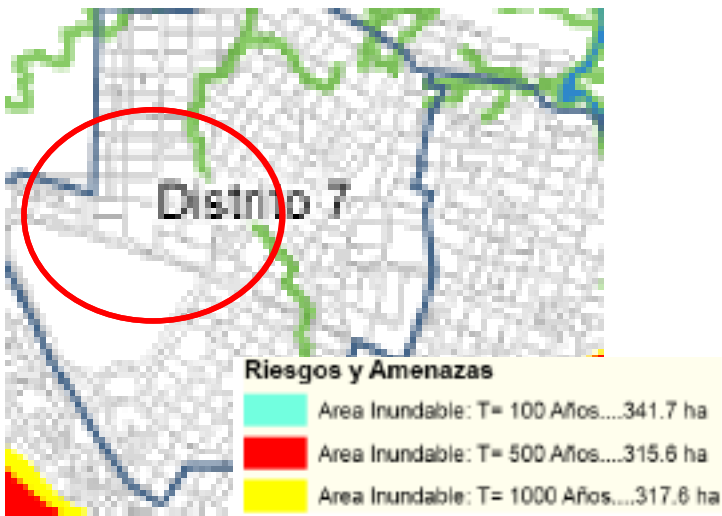 Distrito 7
Riesgos y Amenazas
Area Inundable: T= 100 Años....341.7 ha
Area Inundable: T= 500 Años....315.6 ha
Area Inundable: T= 1000 Años....317.6 ha